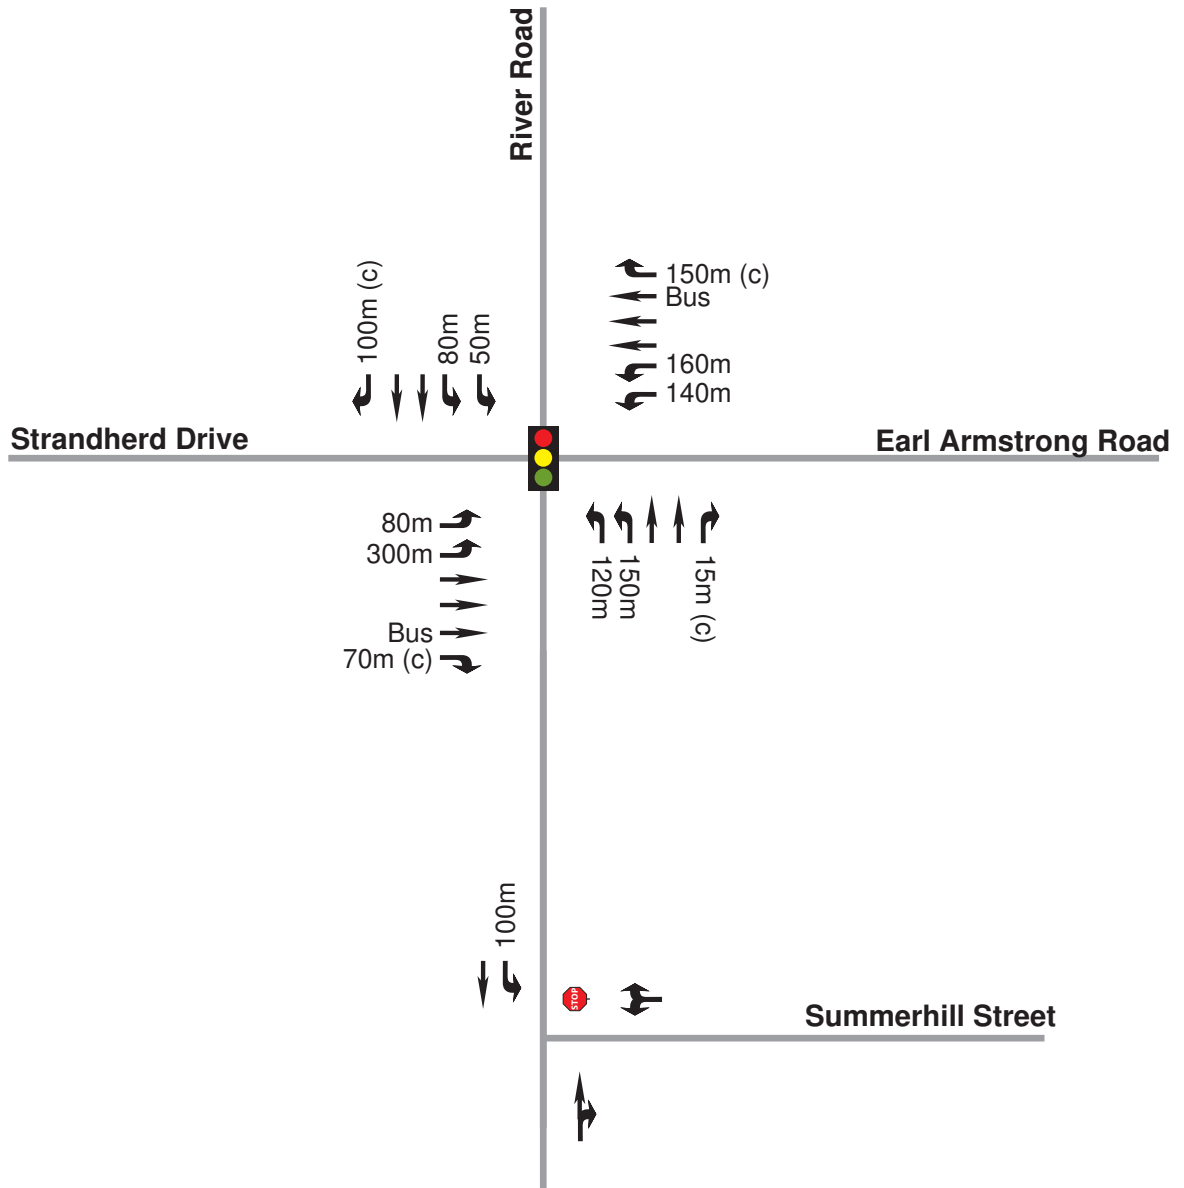 River Road
100m (c)
80m
50m
150m (c)
Bus
160m
140m
Strandherd Drive
Earl Armstrong Road
80m
300m
Bus
70m (c)
120m
150m
15m (c)
100m
STOP
Summerhill Street